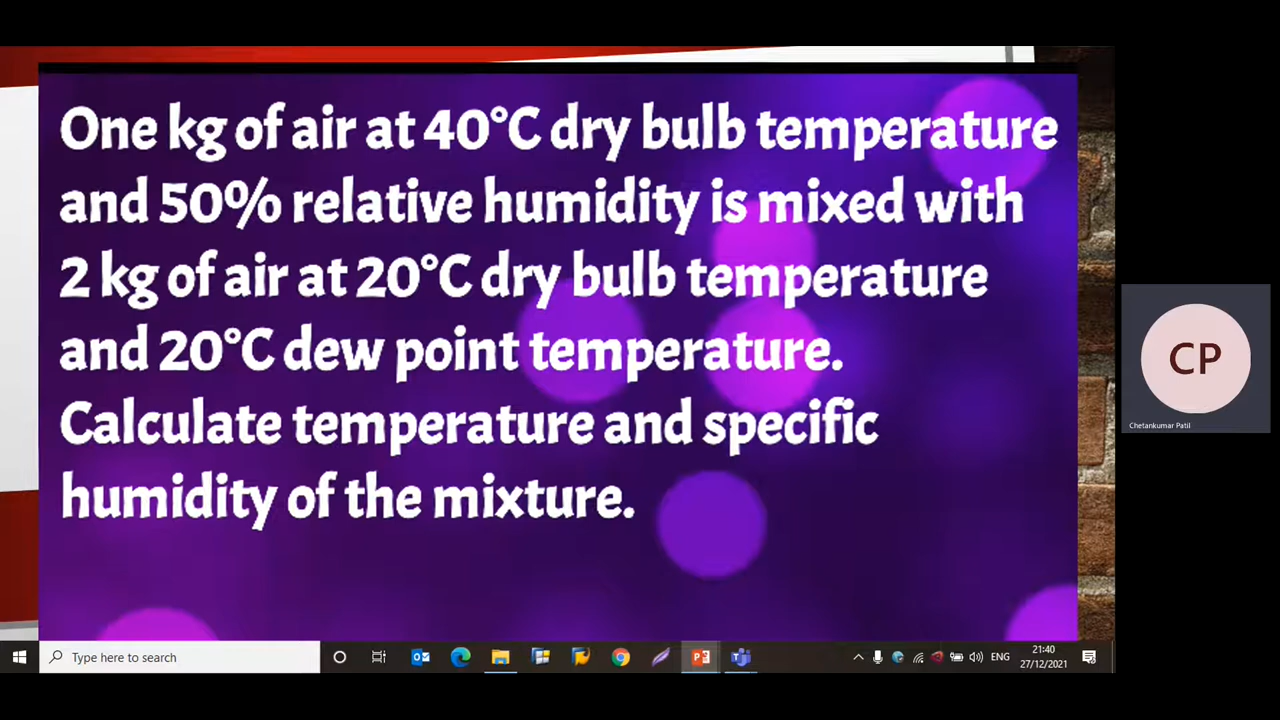 One kg of air at 40°C dry bulb temperature
and 50% relative humidity is mixed with
2 kg of air at 20°C dry bulb temperature
and 20°C dew point temperature.
Calculate temperature and specific
humidity of the mixture.
CP
Chetankumar Patil
Type here to search
ENG
21:40
27/12/2021